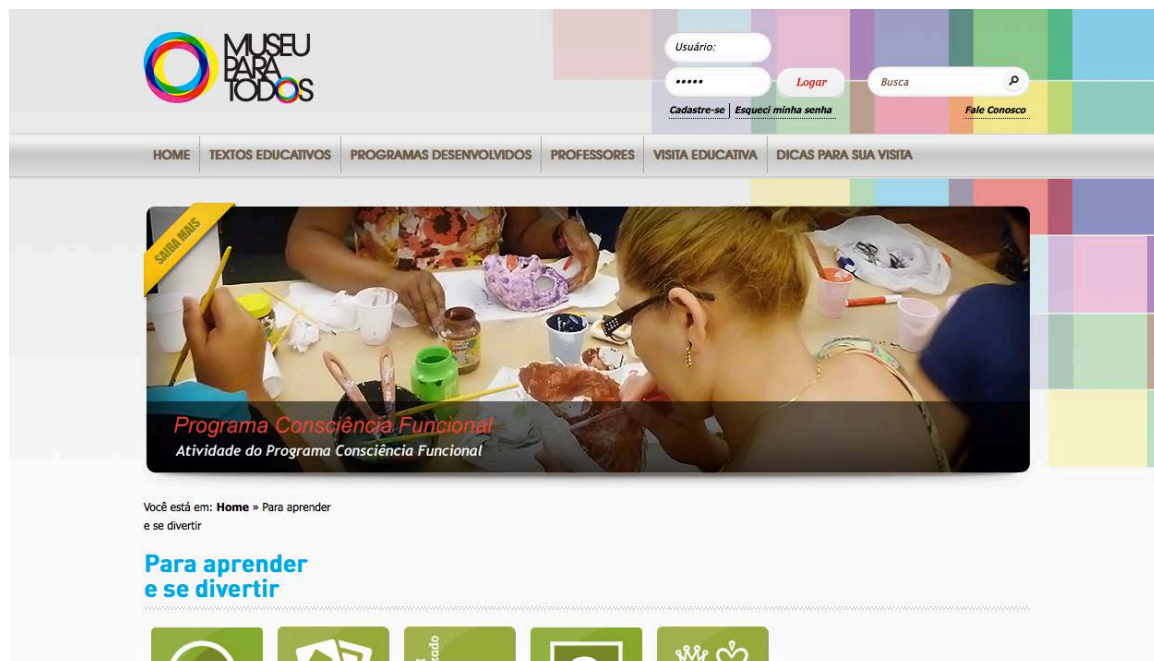 MUSEU
PARA
TODOS
Usuário:
•••••
Logar
Busca
Cadastre-se
Esqueci minha senha
Fale Conosco
HOME
TEXTOS EDUCATIVOS
PROGRAMAS DESENVOLVIDOS
PROFESSORES
VISITA EDUCATIVA
DICAS PARA SUA VISITA
SAIBA MAIS
Programa Consciência Funcional
Atividade do Programa Consciência Funcional
Você está em: Home » Para aprender
e se divertir
Para aprender
e se divertir